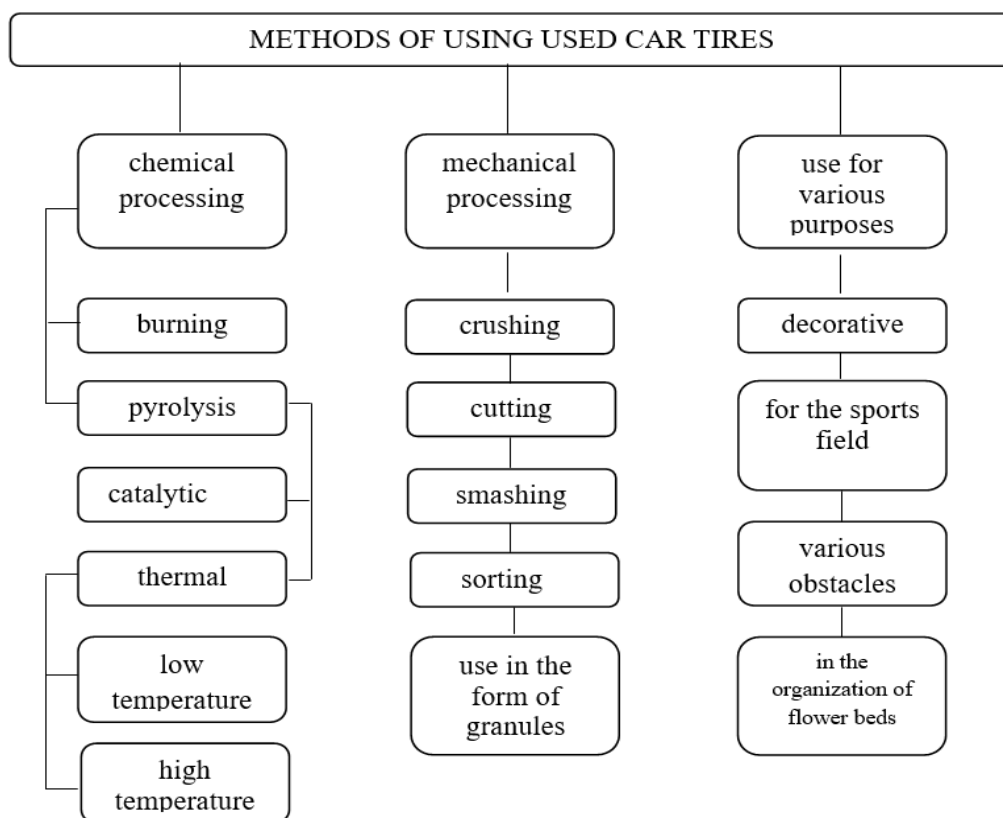 METHODS OF USING USED CAR TIRES
chemical
processing
burning
pyrolysis
catalytic
thermal
low
temperature
high
temperature
mechanical
processing
crushing
cutting
smashing
sorting
use in the
form of
granules
use for
various
purposes
decorative
for the sports
field
various
obstacles
in the
organization of
flower beds